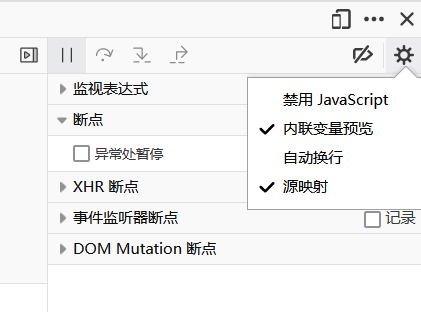 监视表达式
断点
异常处暂停
XHR 断点
事件监听器断点
记录
DOM Mutation 断点
禁用 JavaScript
内联变量预览
自动换行
源映射